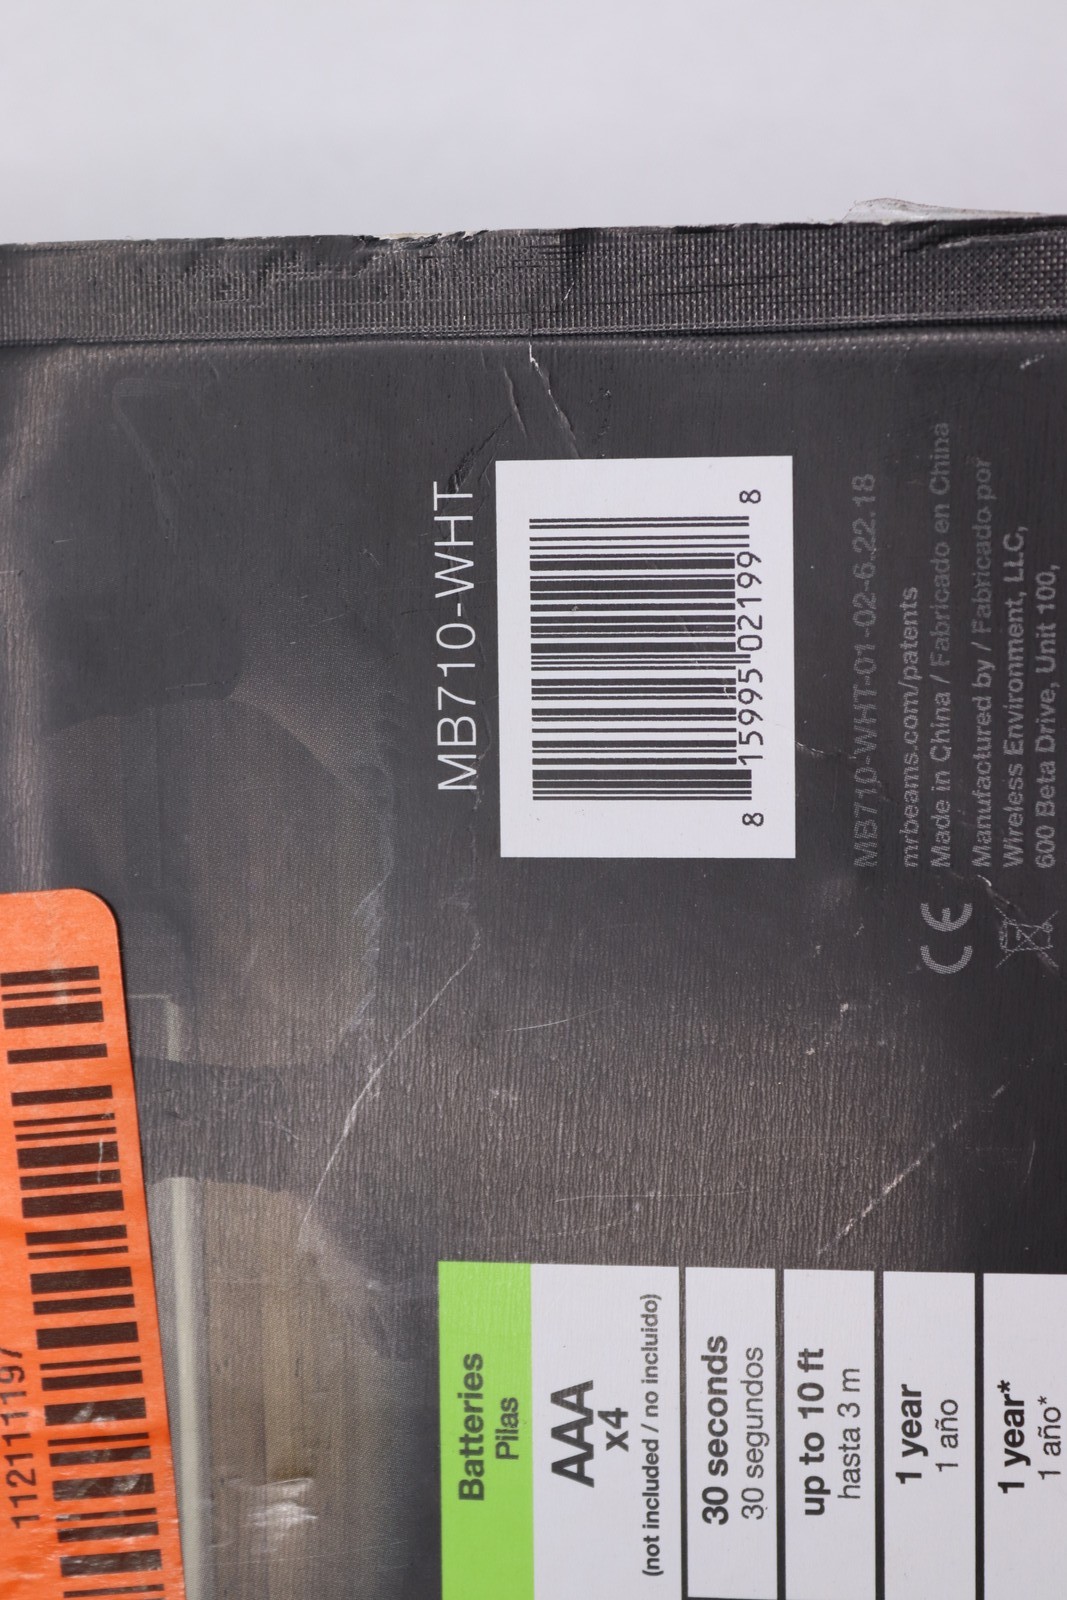 MB710-WHT
8 15995 02199 8
MB710-WHT-01-02-6.22.18
mrbeams.com/patents
Made in China / Fabricado en China
Manufactured by / Fabricado por
Wireless Environment, LLC,
600 Beta Drive, Unit 100,
CE
112111197
Batteries
Pilas
AAA
x4
(not included / no incluido)
30 seconds
30 segundos
up to 10 ft
hasta 3 m
1 year
1 año
1 year*
1 año*